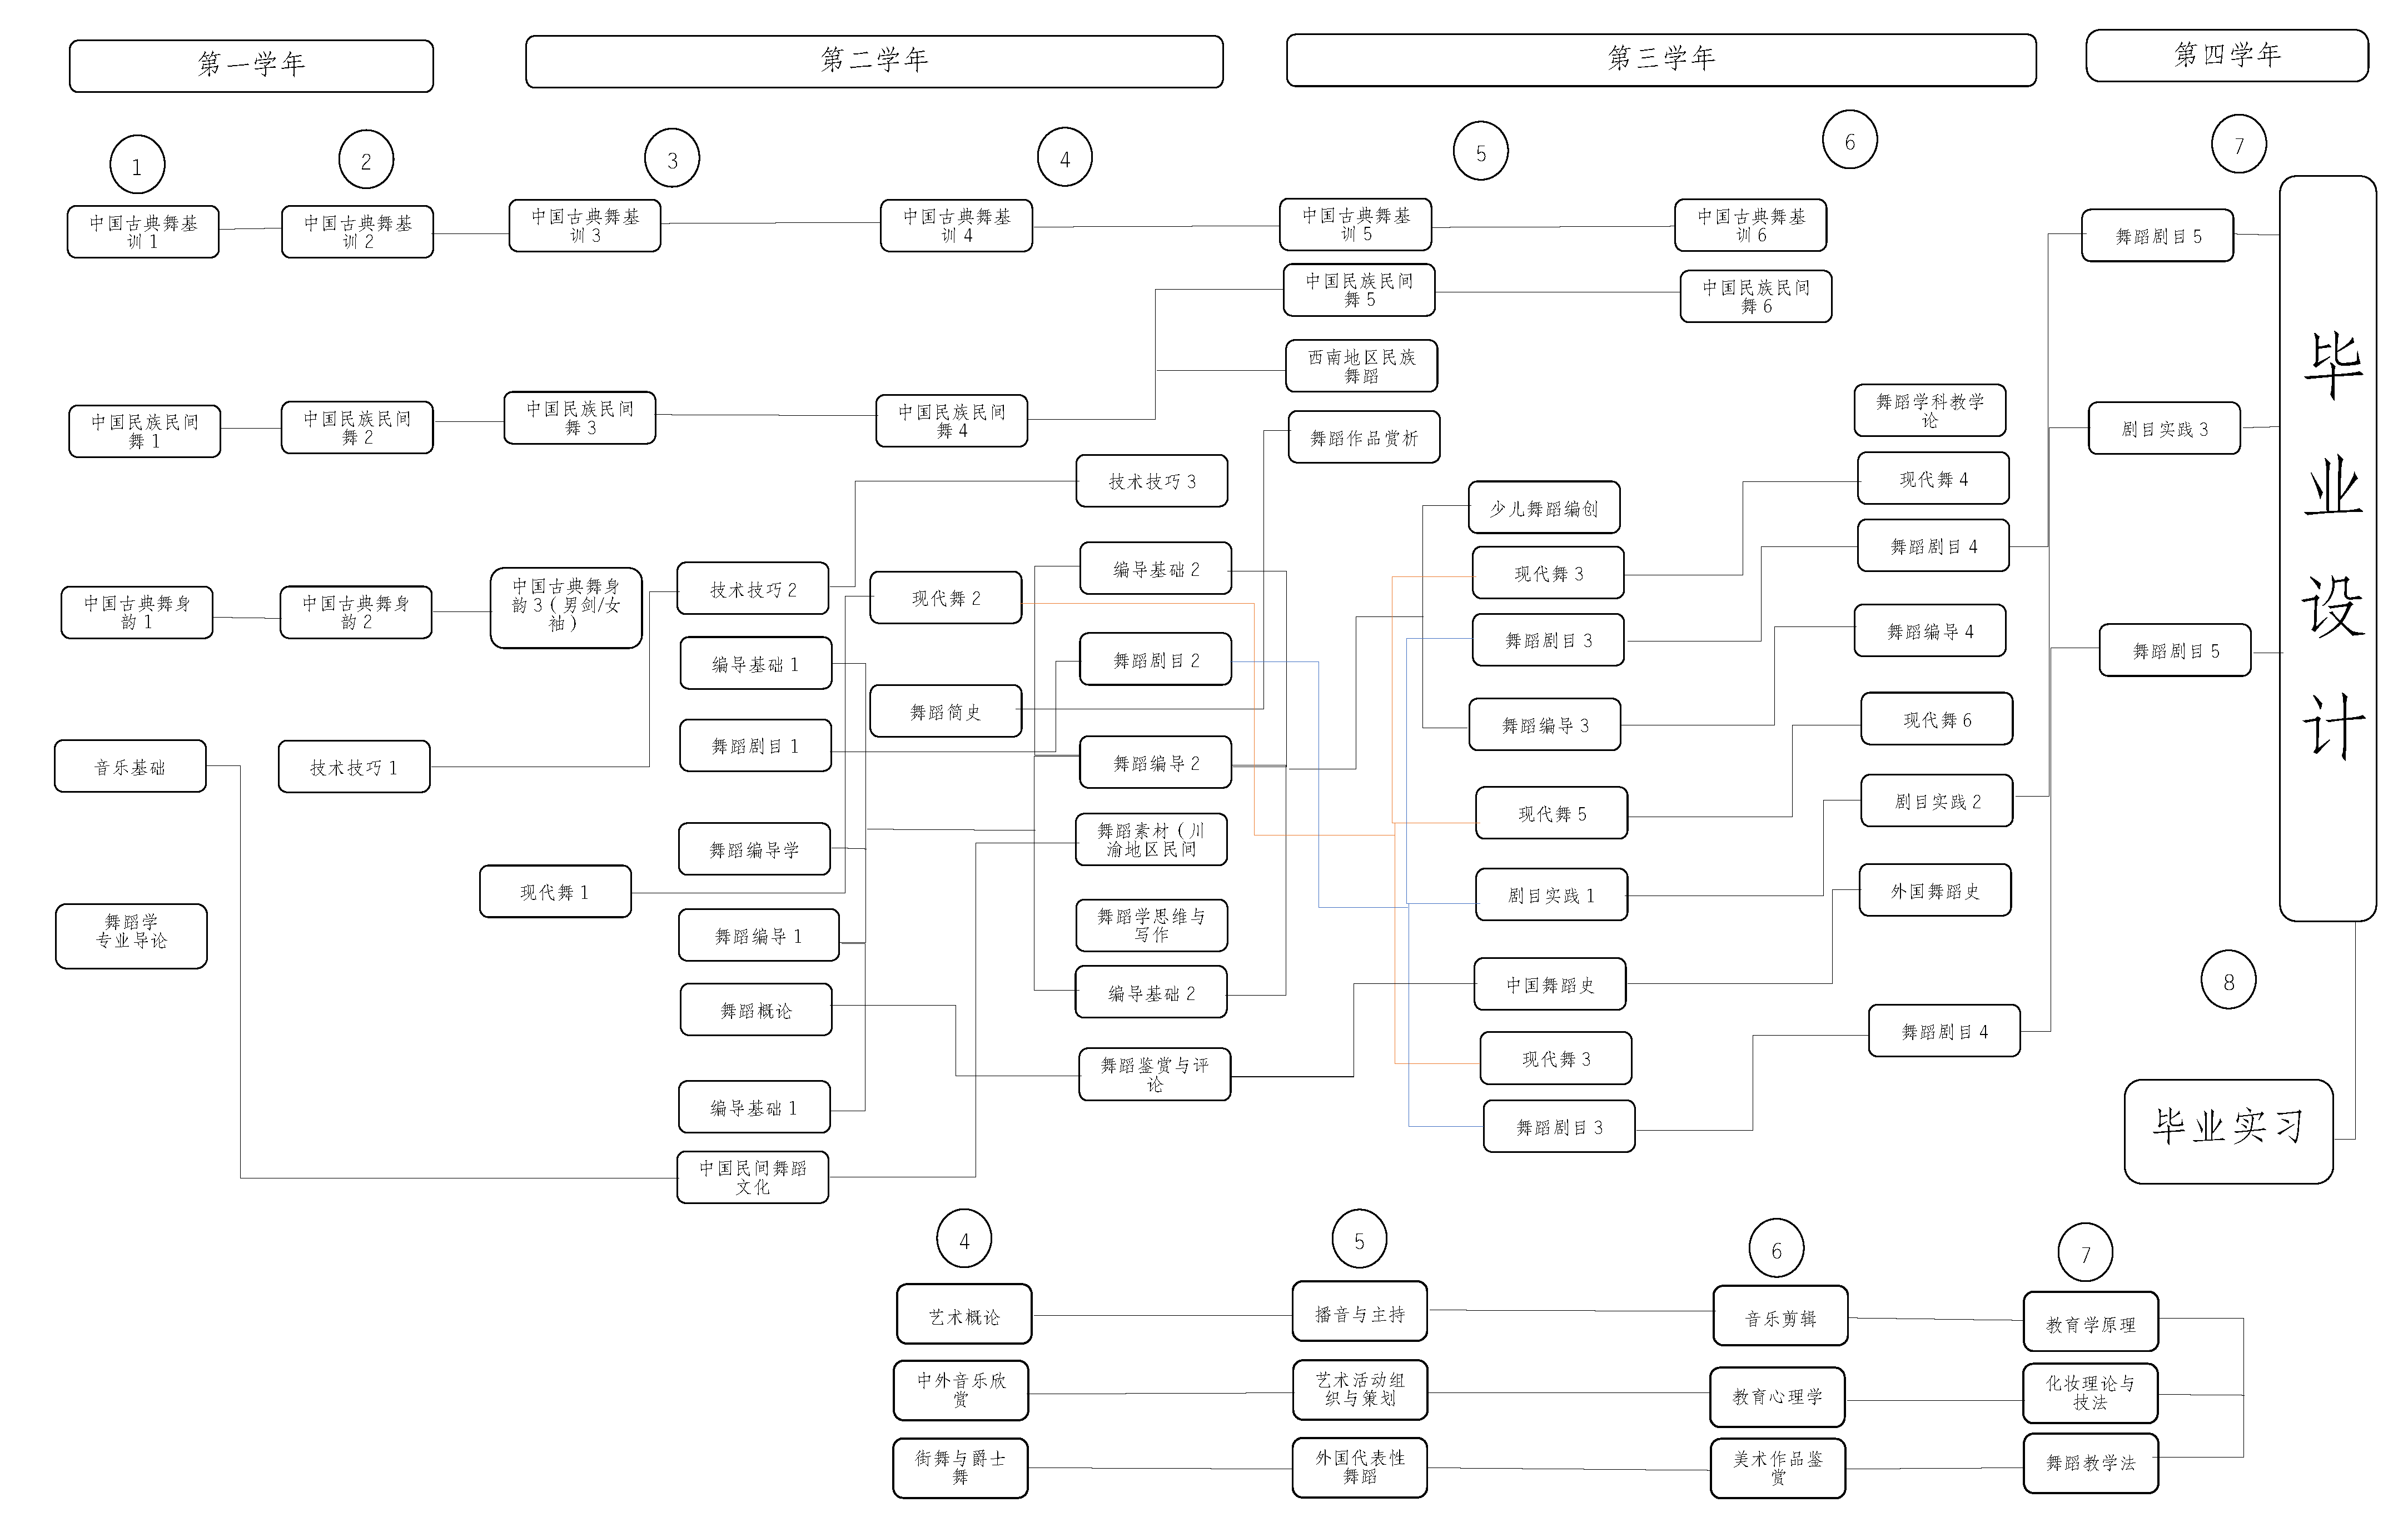 第一学年
第二学年
第三学年
第四学年
1
2
3
4
5
6
7
中国古典舞基
训 1
中国古典舞基
训 2
中国古典舞基
训 3
中国古典舞基
训 4
中国古典舞基
训 5
中国古典舞基
训 6
舞蹈剧目 5
中国民族民间
舞 5
中国民族民间
舞 6
西南地区民族
舞蹈
中国民族民间
舞 1
中国民族民间
舞 2
中国民族民间
舞 3
中国民族民间
舞 4
舞蹈作品赏析
舞蹈学科教学
论
剧目实践 3
毕
业
设
计
技术技巧 3
少儿舞蹈编创
现代舞 4
中国古典舞身
韵 1
中国古典舞身
韵 2
中国古典舞身
韵 3（男剑/女
袖）
技术技巧 2
现代舞 2
编导基础 2
现代舞 3
舞蹈剧目 4
编导基础 1
舞蹈剧目 2
舞蹈剧目 3
舞蹈编导 4
舞蹈剧目 5
舞蹈剧目 1
舞蹈简史
舞蹈编导 2
舞蹈编导 3
现代舞 6
音乐基础
技术技巧 1
舞蹈编导学
舞蹈素材（川
渝地区民间
现代舞 5
剧目实践 2
舞蹈学
专业导论
现代舞 1
舞蹈编导 1
舞蹈学思维与
写作
剧目实践 1
外国舞蹈史
舞蹈概论
编导基础 2
中国舞蹈史
8
编导基础 1
舞蹈鉴赏与评
论
现代舞 3
舞蹈剧目 4
中国民间舞蹈
文化
舞蹈剧目 3
毕业实习
4
5
6
7
艺术概论
播音与主持
音乐剪辑
教育学原理
中外音乐欣
赏
艺术活动组
织与策划
教育心理学
化妆理论与
技法
街舞与爵士
舞
外国代表性
舞蹈
美术作品鉴
赏
舞蹈教学法